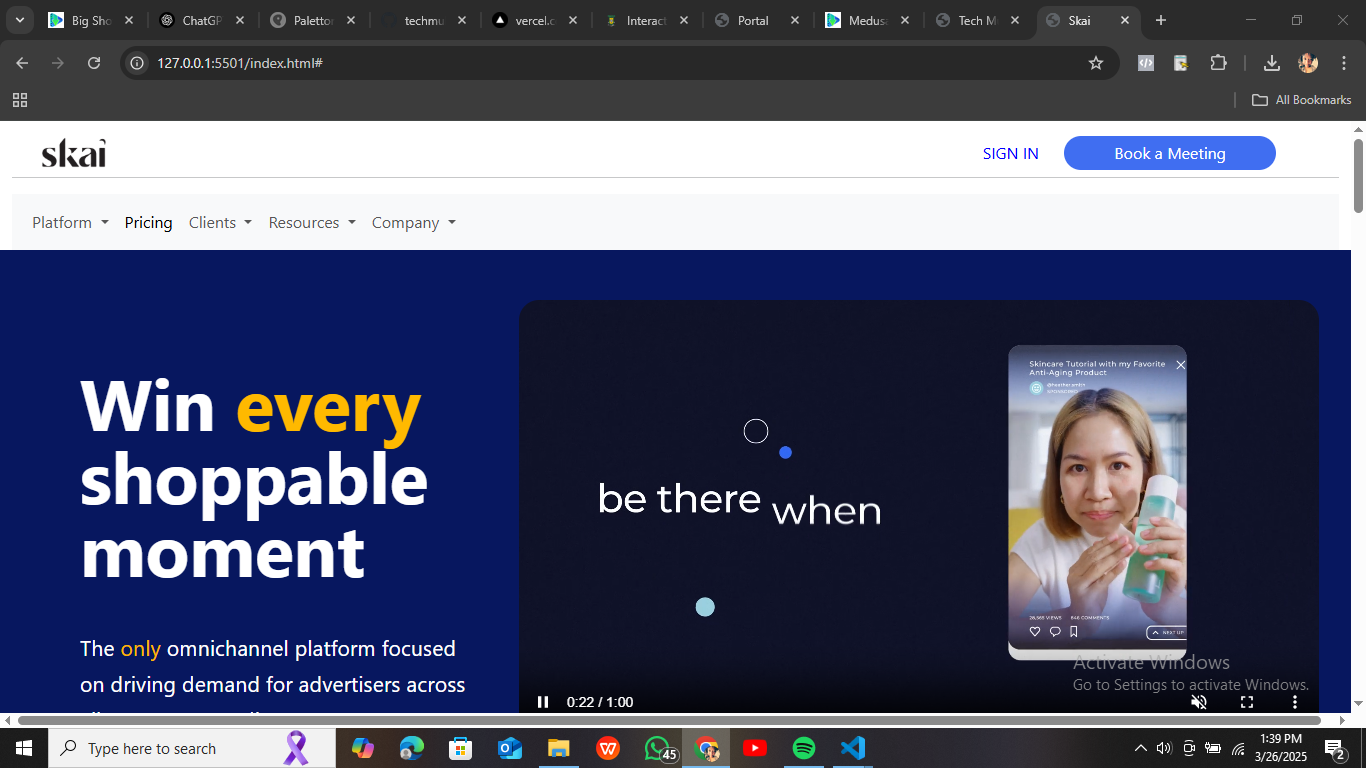 Big Sho
ChatGP
Paletton
techmu
vercel.c
Interact
Portal
Medusa
Tech M
Skai
127.0.0.1:5501/index.html#
All Bookmarks
skai
SIGN IN
Book a Meeting
Platform
Pricing
Clients
Resources
Company
Win every
shoppable
moment
The only omnichannel platform focused
on driving demand for advertisers across
be there when
Skincare Tutorial with my Favorite
Anti-Aging Product
NEXT UP
0:22 / 1:00
Activate Windows
Go to Settings to activate Windows.
Type here to search
45
1:39 PM
3/26/2025
2